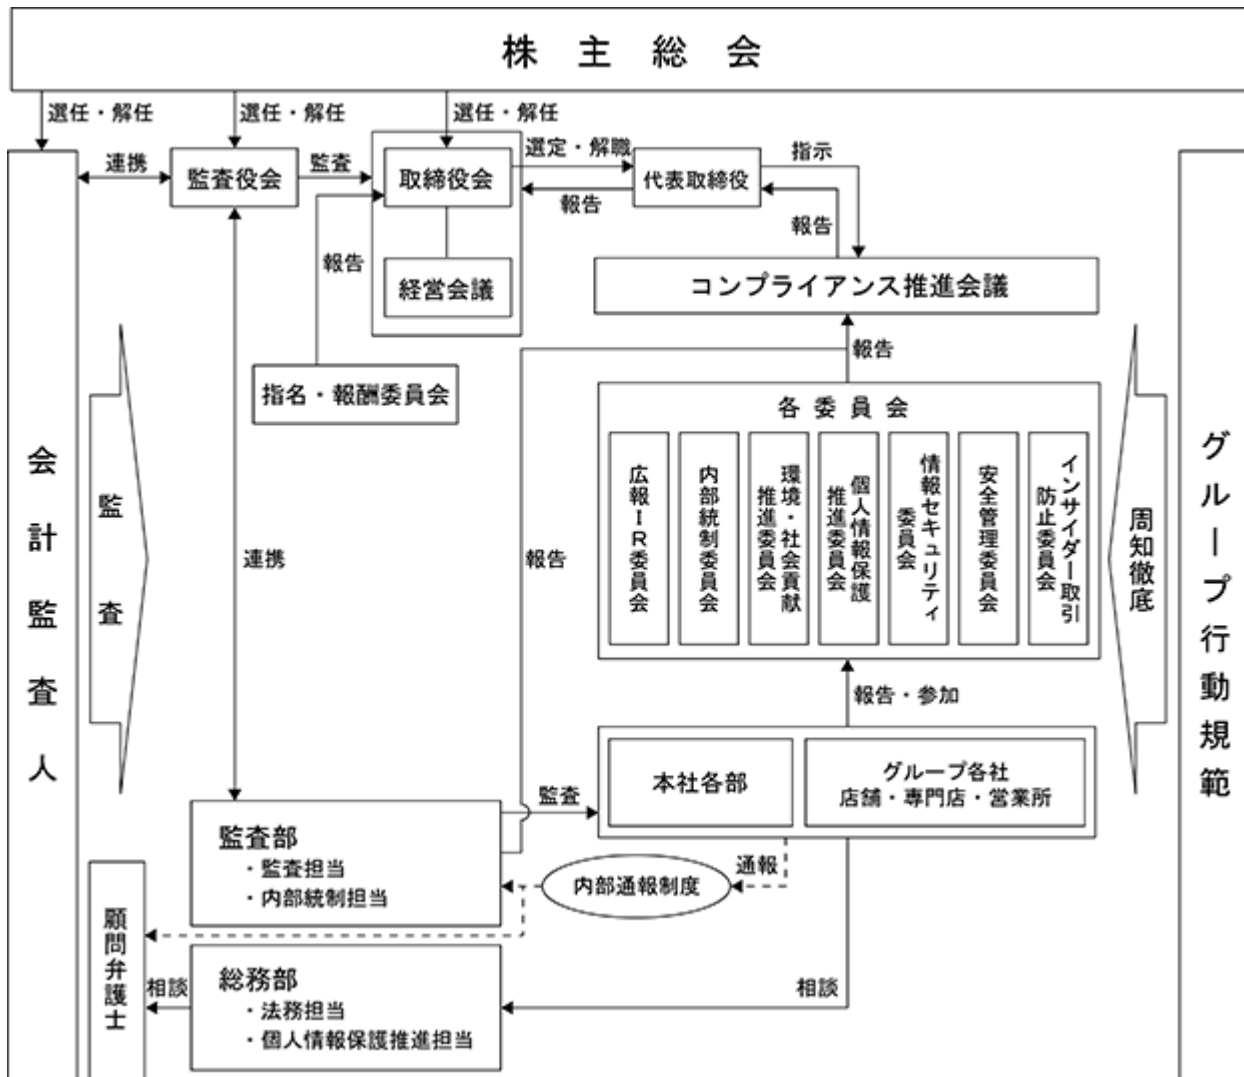 株主総会
選任・解任
選任・解任
選任・解任
連携
監査役会
監査
取締役会
選定・解職
報告
代表取締役
指示
報告
報告
経営会議
コンプライアンス推進会議
報告
指名・報酬委員会
各委員会
広報IR委員会
内部統制委員会
環境・社会貢献
推進委員会
個人情報保護
推進委員会
情報セキュリティ
委員会
安全管理委員会
インサイダー取引
防止委員会
会計監査人
監査
連携
報告
周知徹底
グループ行動規範
報告・参加
本社各部
グループ各社
店舗・専門店・営業所
監査
監査部
・監査担当
・内部統制担当
通報
内部通報制度
顧問弁護士
相談
総務部
・法務担当
・個人情報保護推進担当
相談